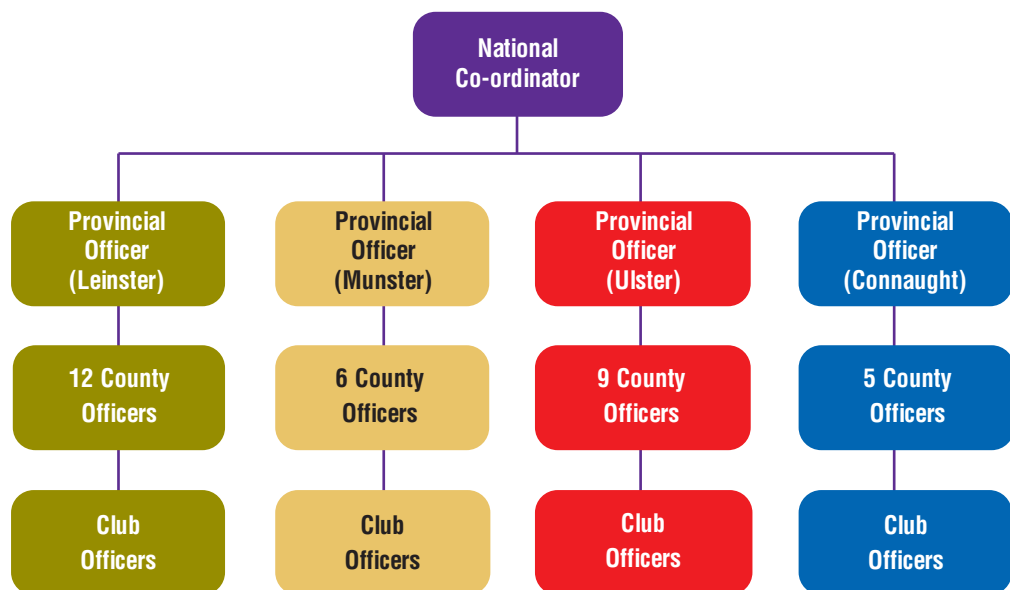 National
Co-ordinator
Provincial
Officer
(Leinster)
Provincial
Officer
(Munster)
Provincial
Officer
(Ulster)
Provincial
Officer
(Connaught)
12 County
Officers
6 County
Officers
9 County
Officers
5 County
Officers
Club
Officers
Club
Officers
Club
Officers
Club
Officers